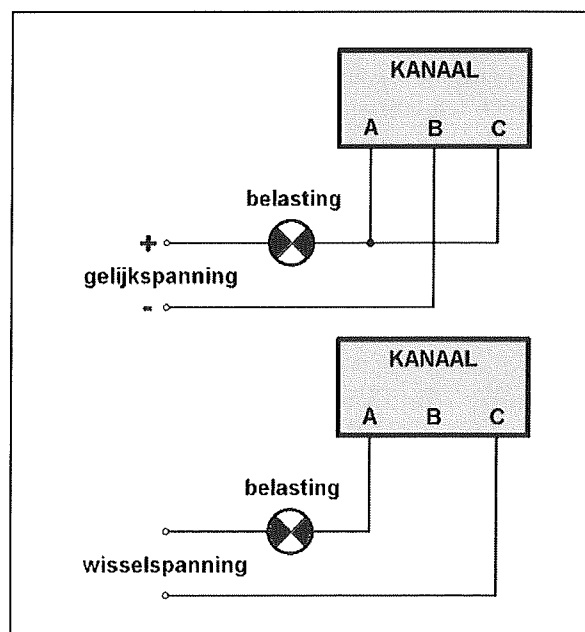 KANAAL
A B C
belasting
+
gelijkspanning
-
KANAAL
A B C
belasting
wisselspanning